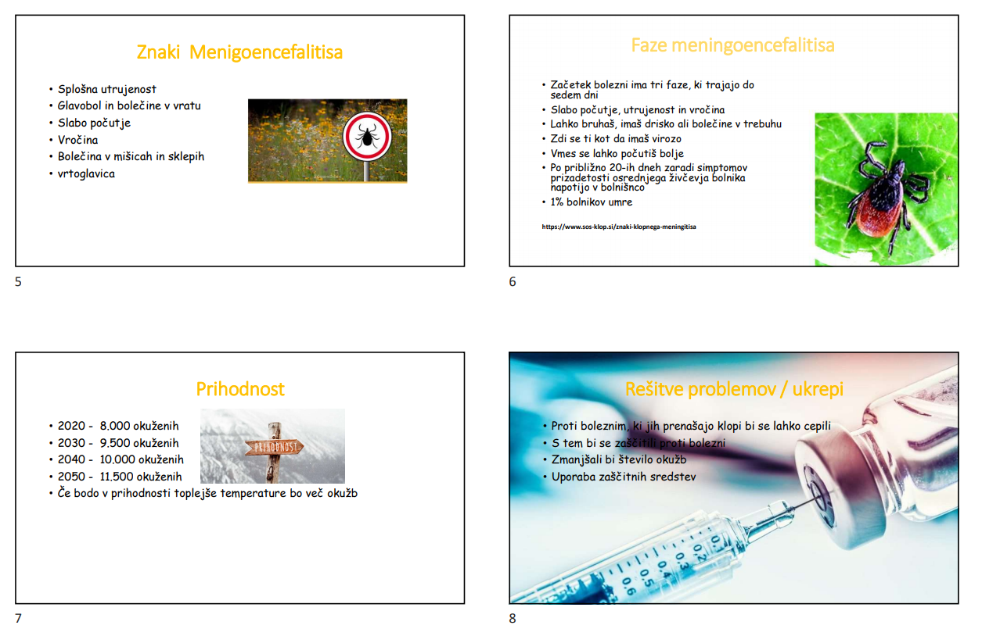 Znaki  Menigoencefalitisa
• Splošna utrujenost
• Glavobol in bolečine v vratu
• Slabo počutje
• Vročina
• Bolečina v mišicah in sklepih
• vrtoglavica
5
Faze meningoencefalitisa
• Začetek bolezni ima tri faze, ki trajajo do
sedem dni
• Slabo počutje, utrujenost in vročina
• Lahko bruhaš, imaš drisko ali bolečine v trebuhu
• Zdi se ti kot da imaš virozo
• Vmes se lahko počutiš bolje
• Po približno 20-ih dneh zaradi simptomov
prizadetosti osrednjega živčevja bolnika
napotijo v bolnišnco
• 1% bolnikov umre
https://www.sos-klop.si/znaki-klopnega-meningitisa
6
Prihodnost
• 2020 -  8.000 okuženih
• 2030 -  9.500 okuženih
• 2040 -  10.000 okuženih
• 2050 -  11.500 okuženih
• Če bodo v prihodnosti toplejše temperature bo več okužb
PRIHODNOST
7
Rešitve problemov / ukrepi
• Proti boleznim, ki jih prenašajo klopi bi se lahko cepili
• S tem bi se zaščitili proti bolezni
• Zmanjšali bi število okužb
• Uporaba zaščitnih sredstev
0.1
0.2
0.3
0.4
0.5
0.6
8